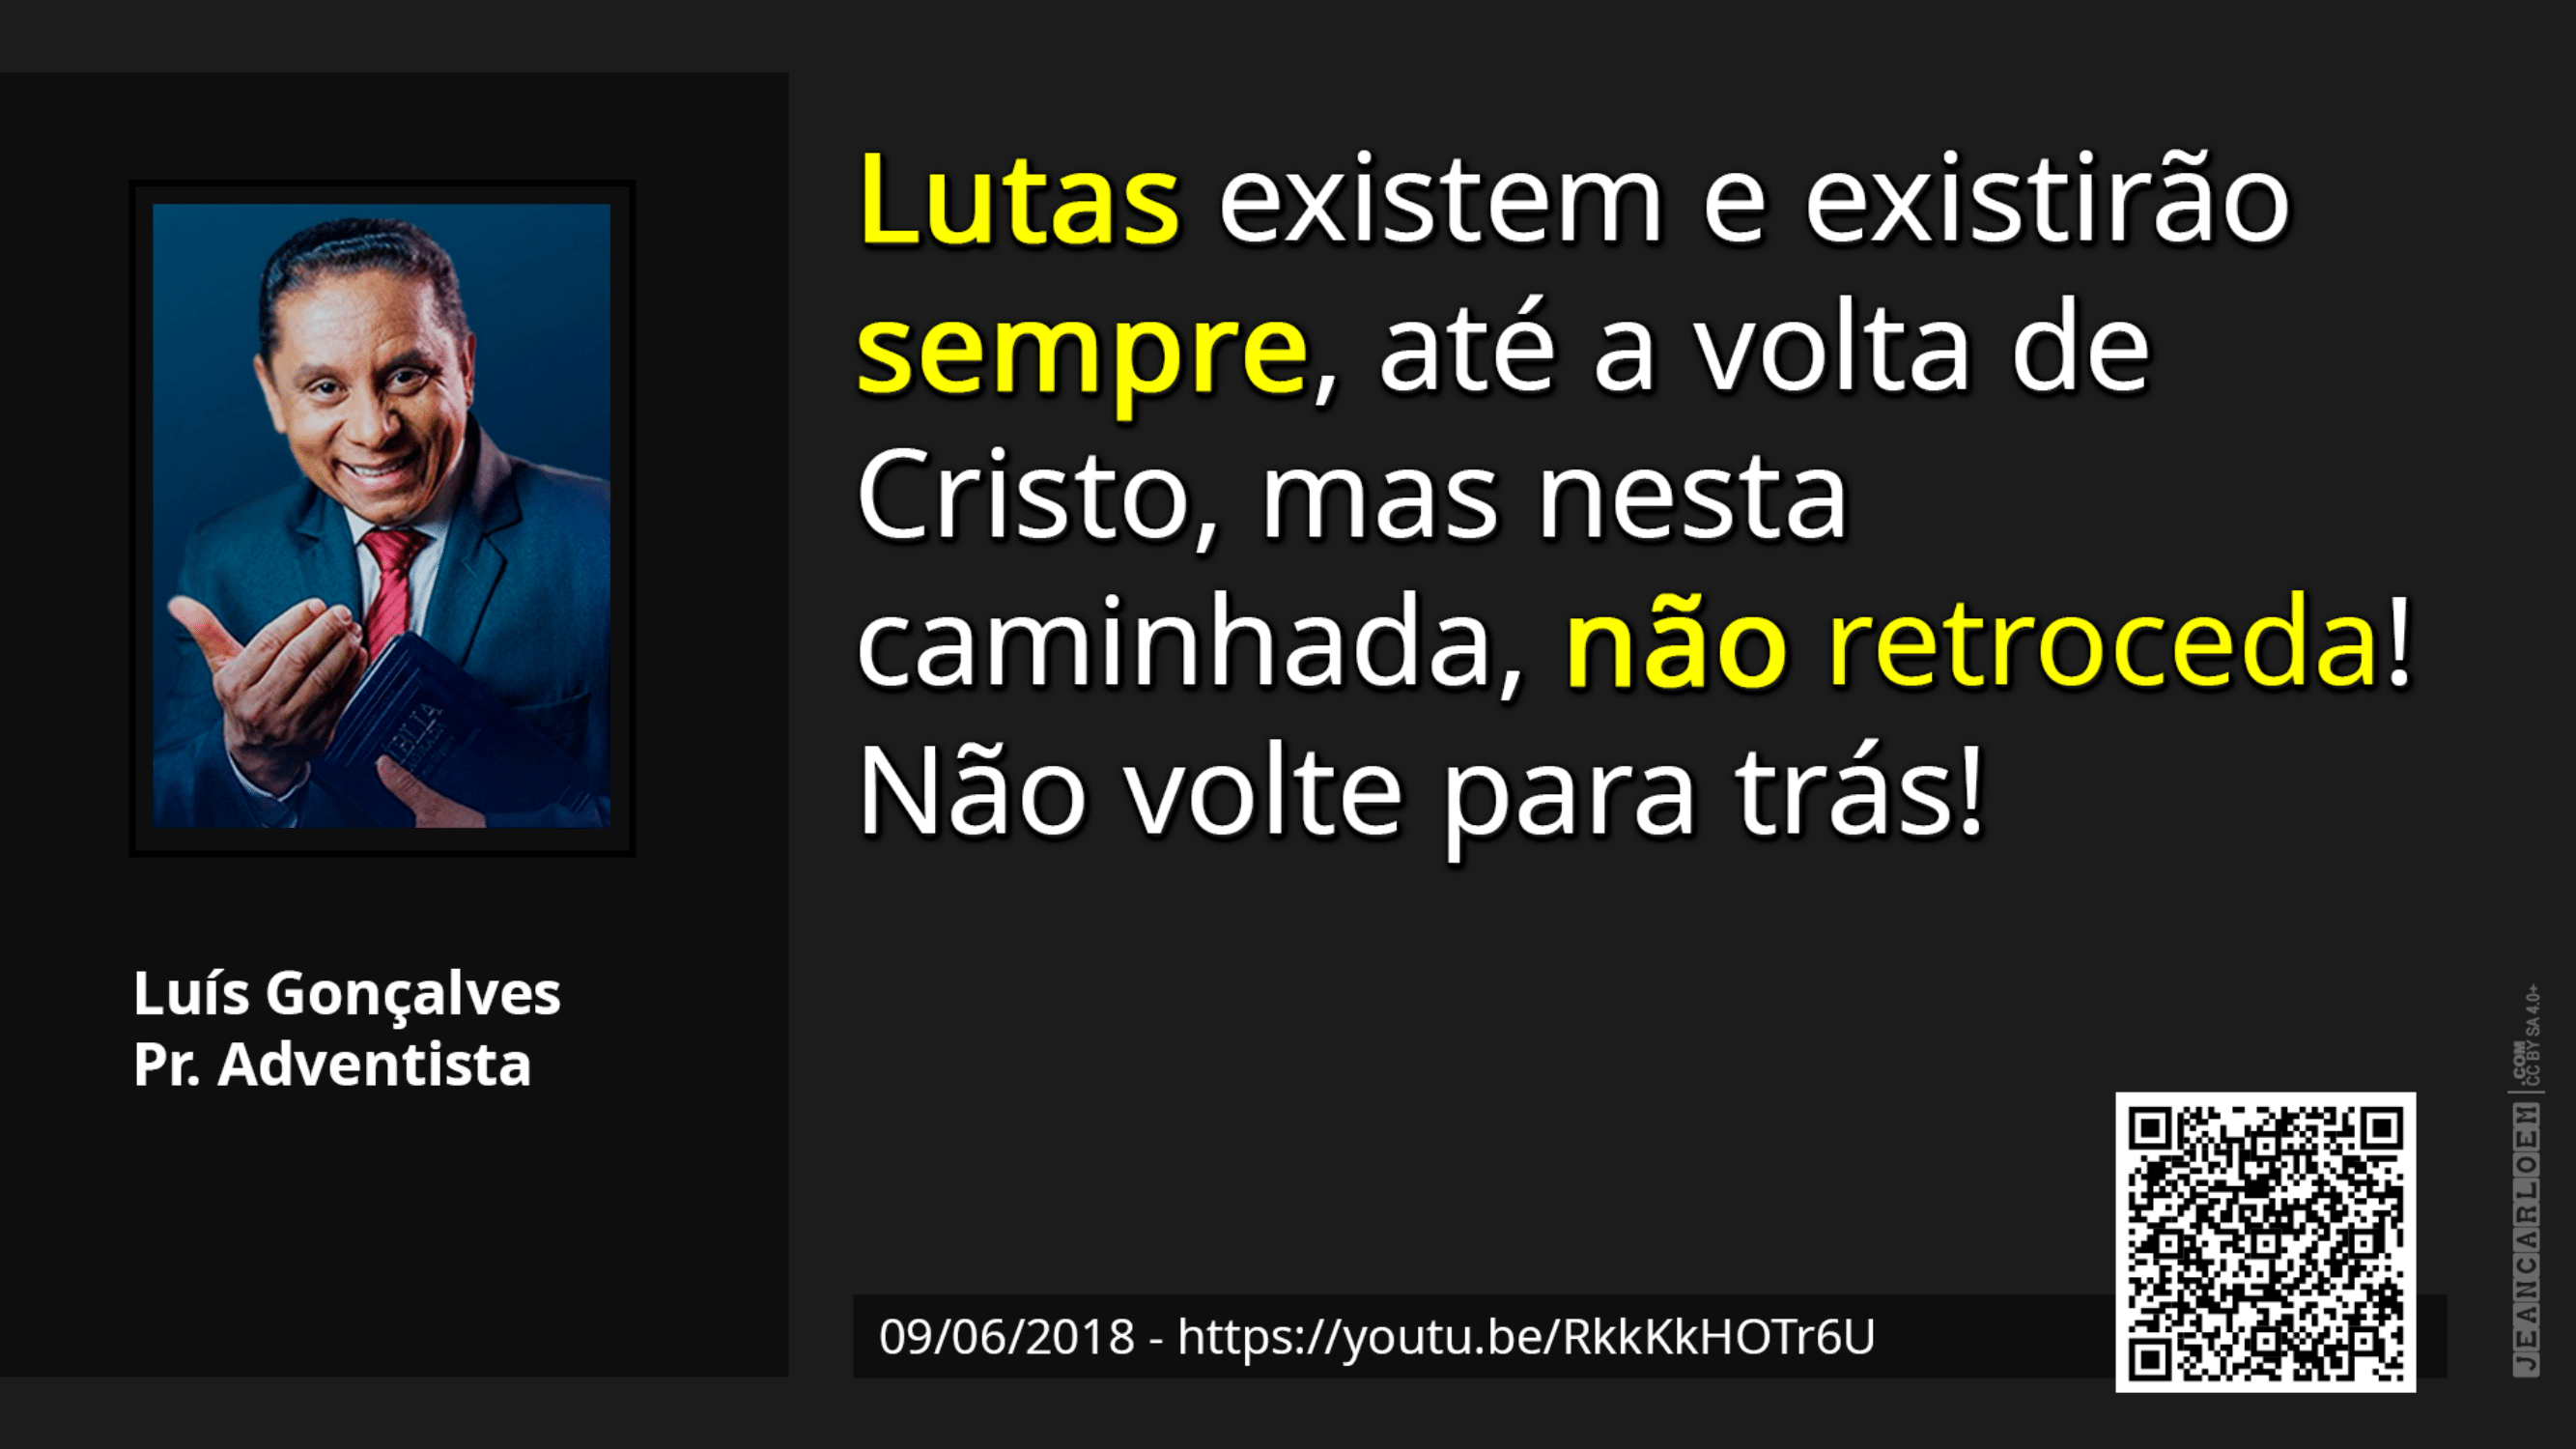 Lutas existem e existirão
sempre, até a volta de
Cristo, mas nesta
caminhada, não retroceda!
Não volte para trás!
BÍBLIA
Luís Gonçalves
Pr. Adventista
09/06/2018 - https://youtu.be/RkkKkHOTr6U
JEANCARLOEM
.COM
CC BY SA 4.0+